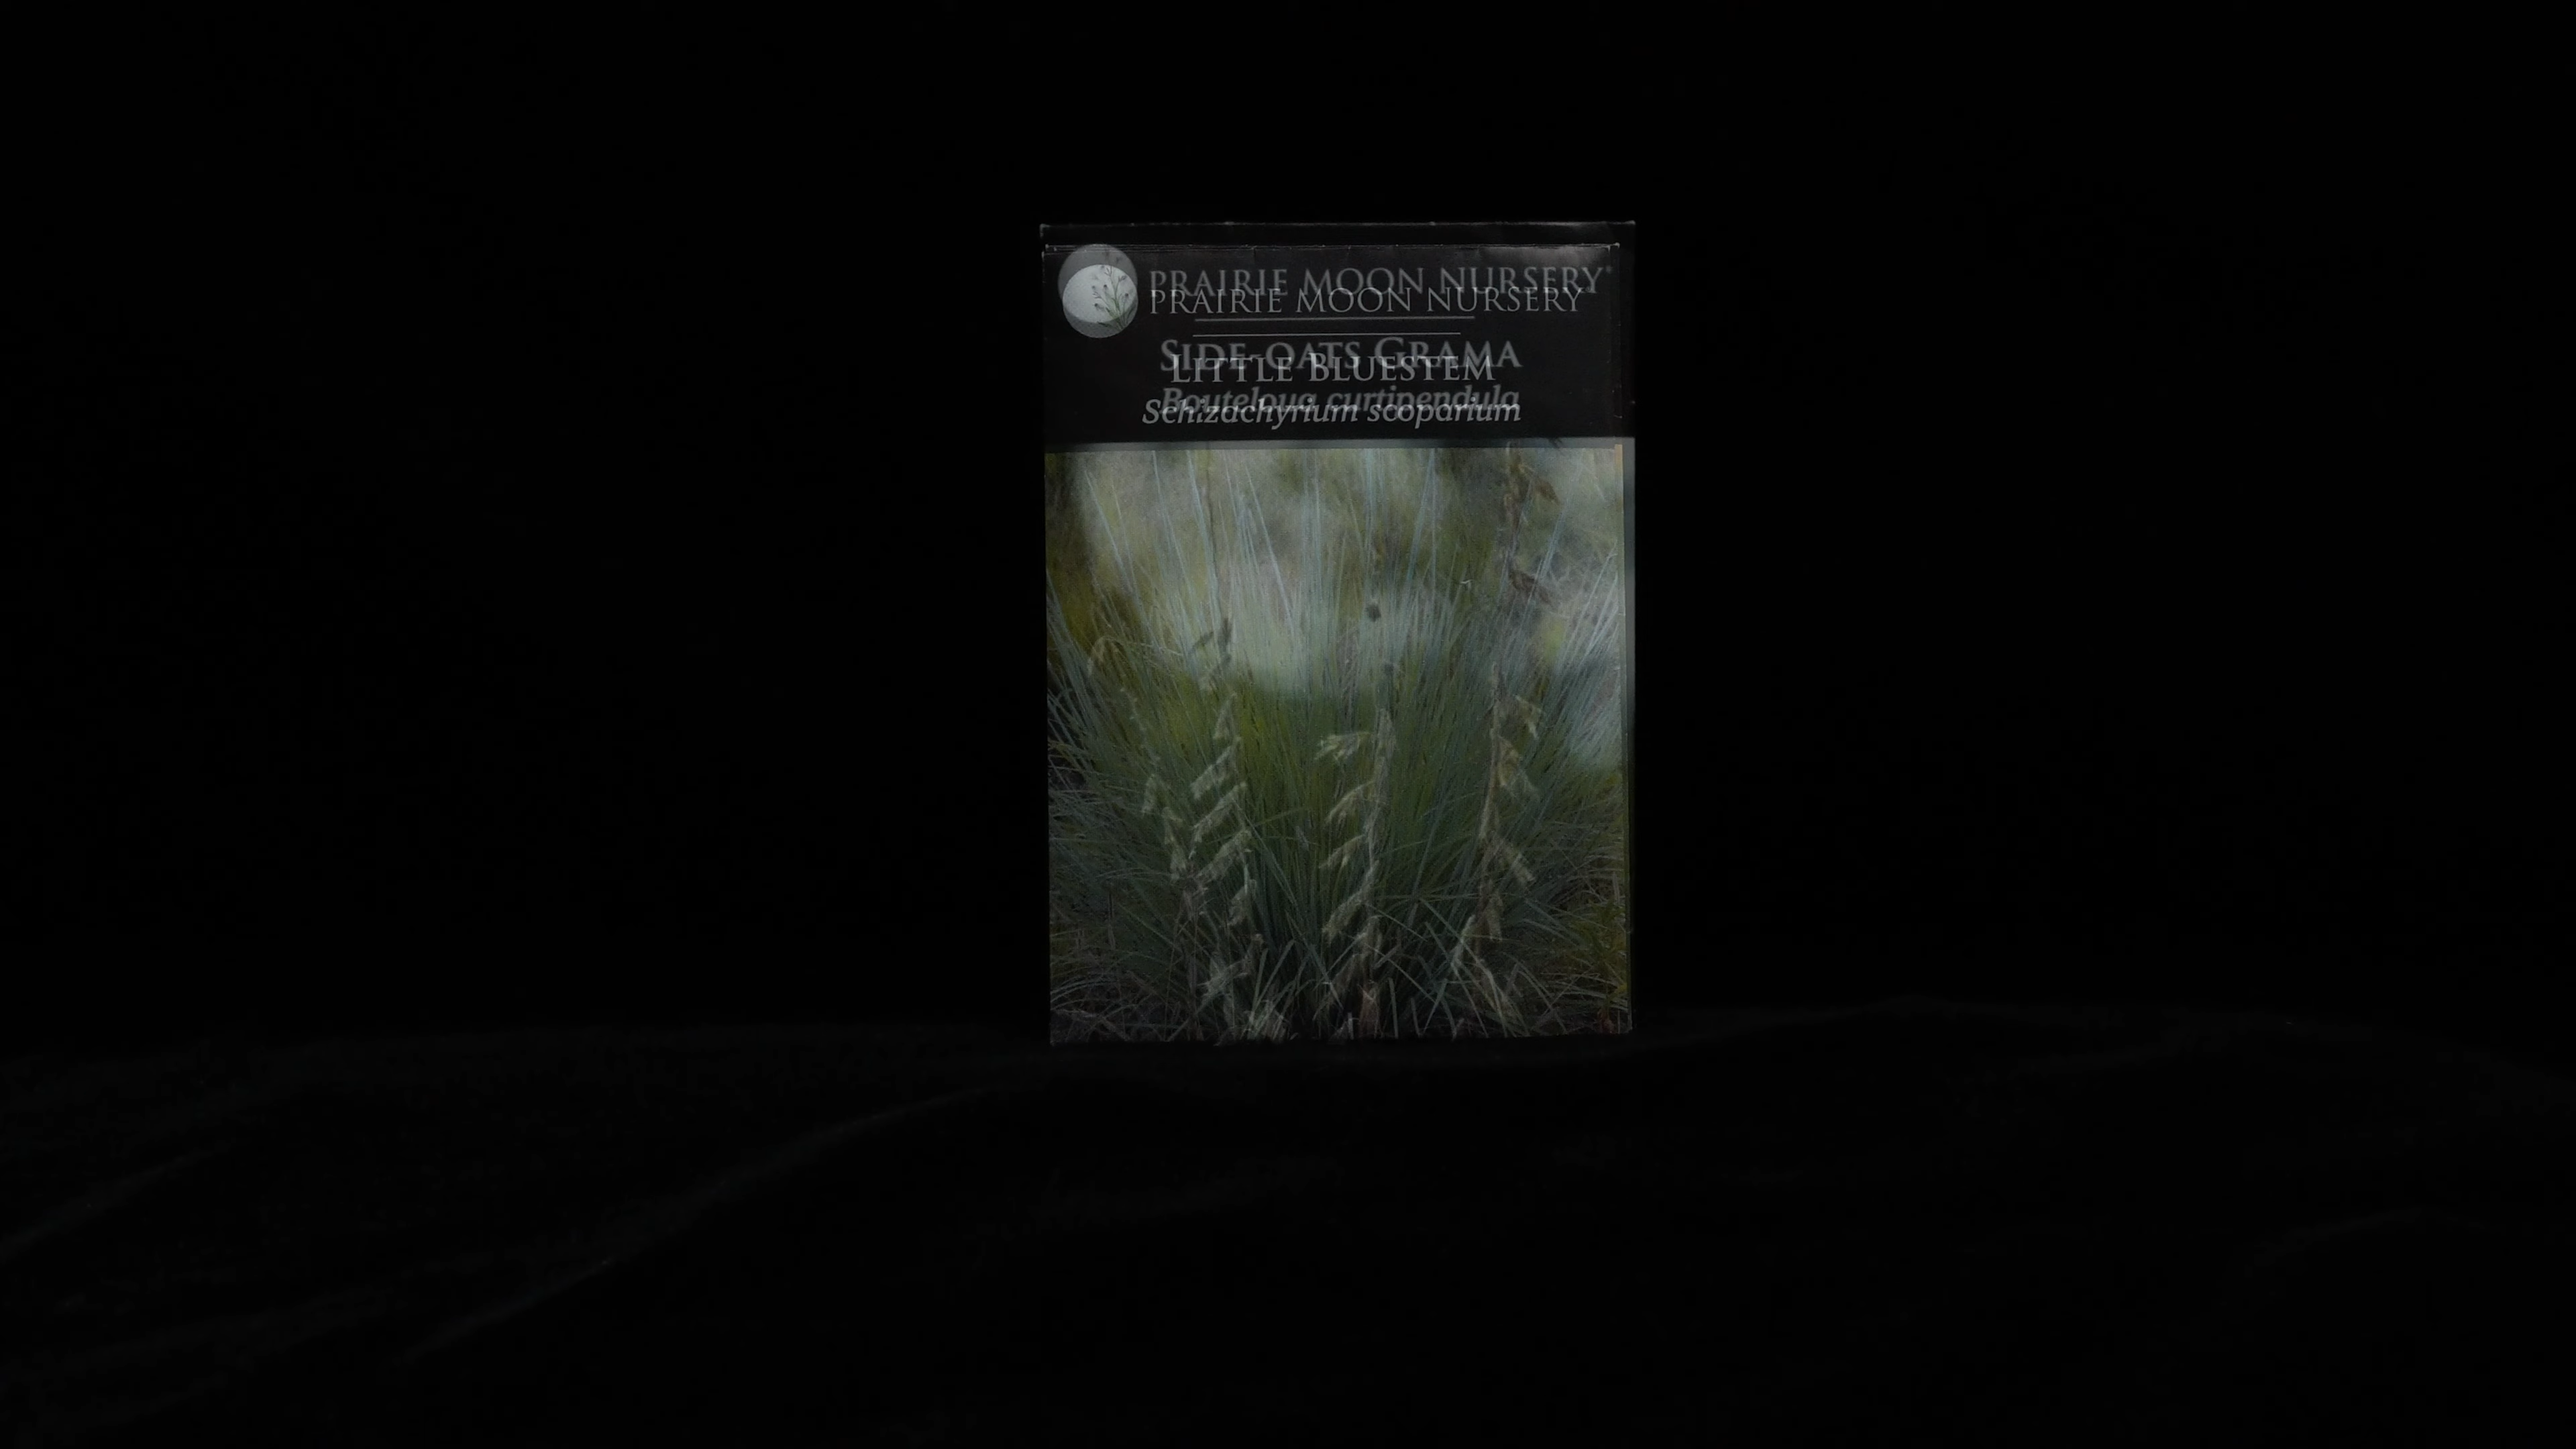 PRAIRIE MOON NURSERY®
PRAIRIE MOON NURSERY
SIDE-OATS GRAMA
LITTLE BLUESTEM
Bouteloua curtipendula
Schizachyrium scoparium